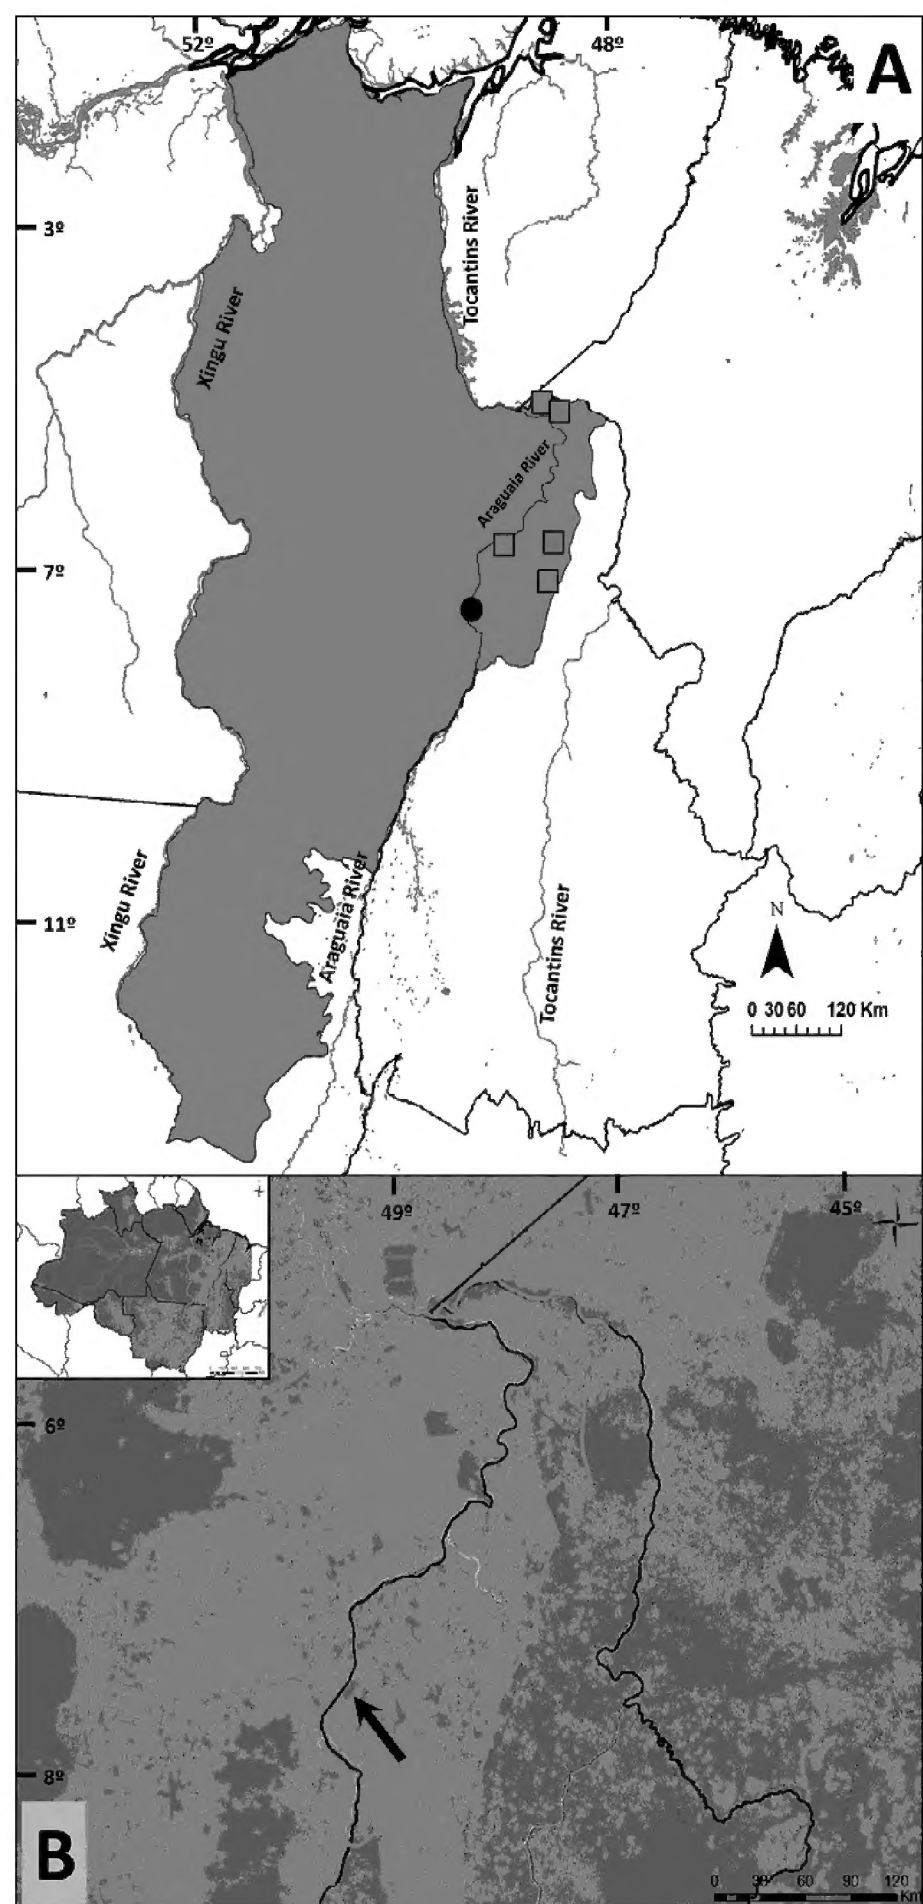 52º
48º
A
3º
Tocantins River
Xingu River
Araguaia River
7º
Xingu River
Araguaia River
11º
Tocantins River
N
0 30 60 120 Km
49º
47º
45º
6º
8º
B
0 30 60 90 120